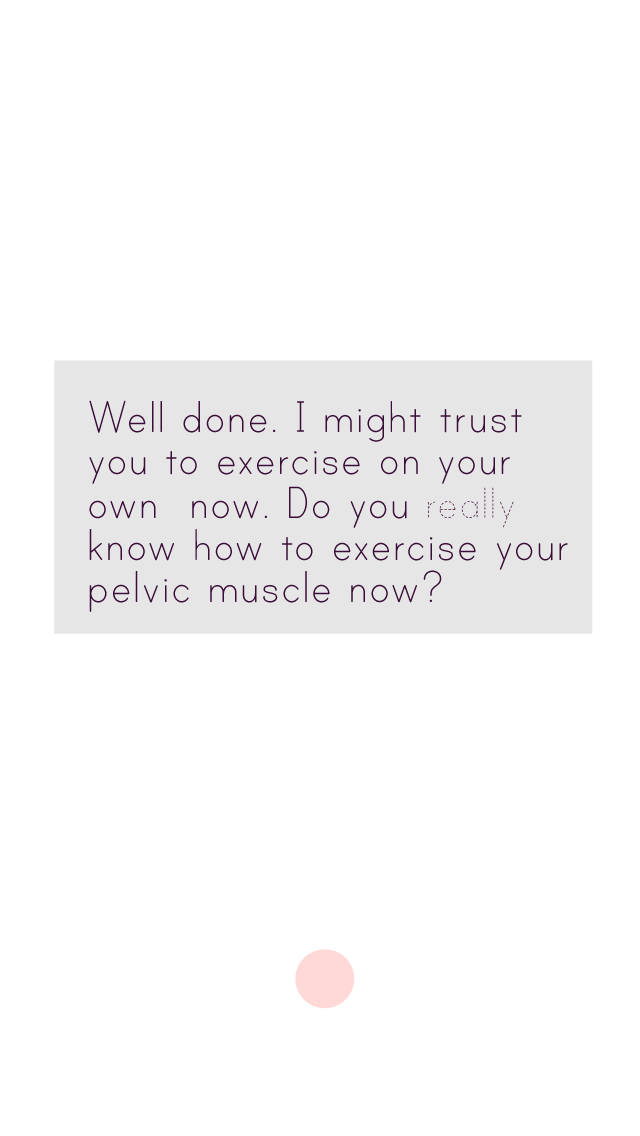 Well done. I might trust
you to exercise on your
own  now. Do you really
know how to exercise your
pelvic muscle now?